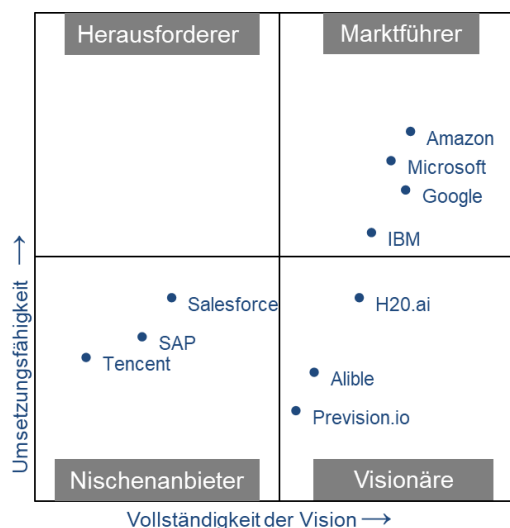 Herausforderer
Marktführer
Amazon
Microsoft
Google
IBM
Umsetzungsfähigkeit →
Salesforce
SAP
Tencent
H20.ai
Alible
Prevision.io
Nischenanbieter
Visionäre
Vollständigkeit der Vision →